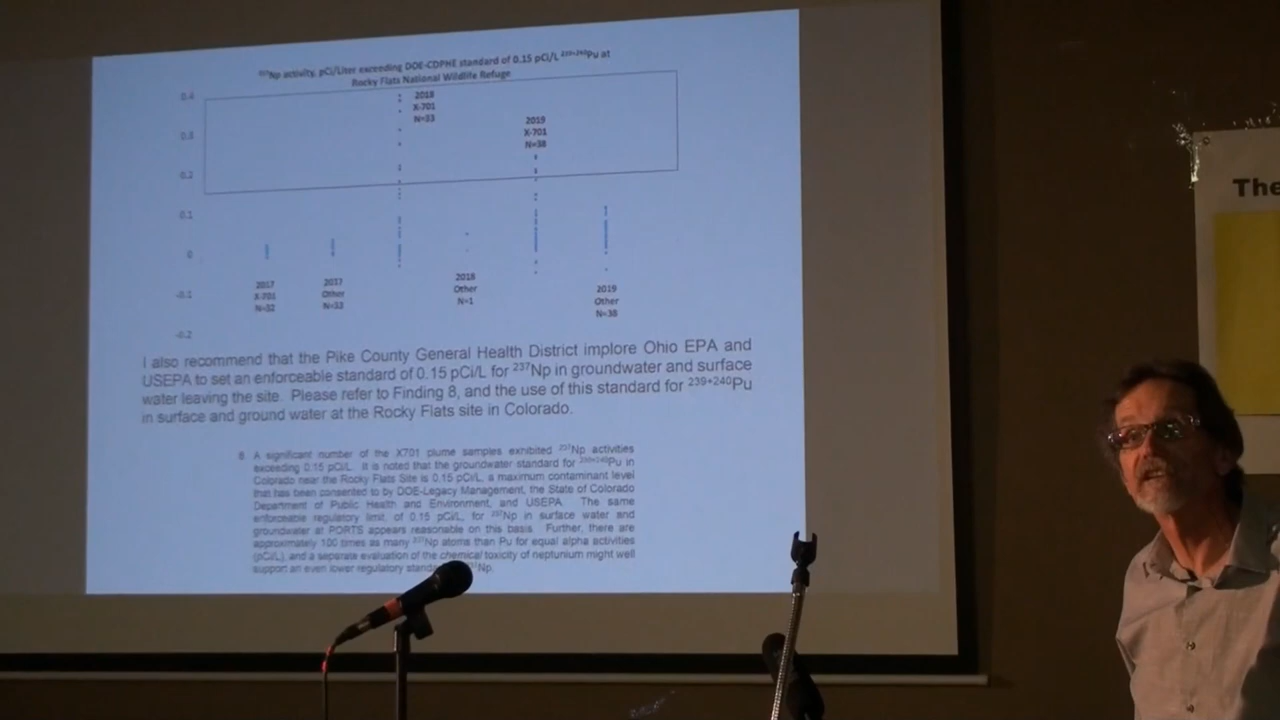 ²³⁷Np activity, pCi/Liter exceeding DOE-CDPHE standard of 0.15 pCi/L ²³⁹⁺²⁴⁰Pu at
Rocky Flats National Wildlife Refuge
0.4
0.3
0.2
0.1
0
-0.1
-0.2
2018
X-701
N=33
2019
X-701
N=38
2017
X-701
N=32
2017
Other
N=33
2018
Other
N=1
2019
Other
N=38
I also recommend that the Pike County General Health District implore Ohio EPA and
USEPA to set an enforceable standard of 0.15 pCi/L for ²³⁷Np in groundwater and surface
water leaving the site. Please refer to Finding 8, and the use of this standard for ²³⁹⁺²⁴⁰Pu
in surface and ground water at the Rocky Flats site in Colorado.
8. A significant number of the X701 plume samples exhibited ²³⁷Np activities
exceeding 0.15 pCi/L. It is noted that the groundwater standard for ²³⁹⁺²⁴⁰Pu in
Colorado near the Rocky Flats Site is 0.15 pCi/L, a maximum contaminant level
that has been consented to by DOE-Legacy Management, the State of Colorado
Department of Public Health and Environment, and USEPA. The same
enforceable regulatory limit, of 0.15 pCi/L, for ²³⁷Np in surface water and
groundwater at PORTS appears reasonable on this basis. Further, there are
approximately 100 times as many ²³⁷Np atoms than Pu for equal alpha activities
(pCi/L), and a separate evaluation of the chemical toxicity of neptunium might well
support an even lower regulatory Np.
The